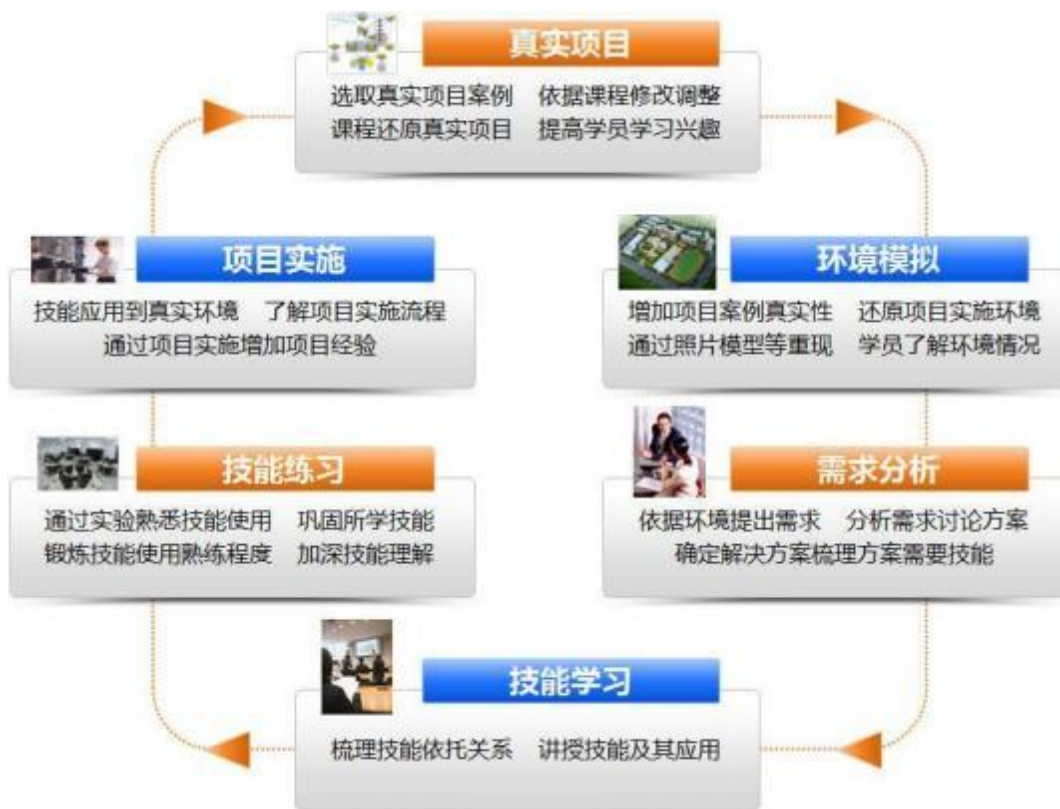 真实项目
选取真实项目案例 依据课程修改调整
课程还原真实项目 提高学员学习兴趣
环境模拟
增加项目案例真实性 还原项目实施环境
通过照片模型等重现 学员了解环境情况
需求分析
依据环境提出需求 分析需求讨论方案
确定解决方案梳理方案需要技能
技能学习
梳理技能依托关系 讲授技能及其应用
技能练习
通过实验熟悉技能使用 巩固所学技能
锻炼技能使用熟练程度 加深技能理解
项目实施
技能应用到真实环境 了解项目实施流程
通过项目实施增加项目经验